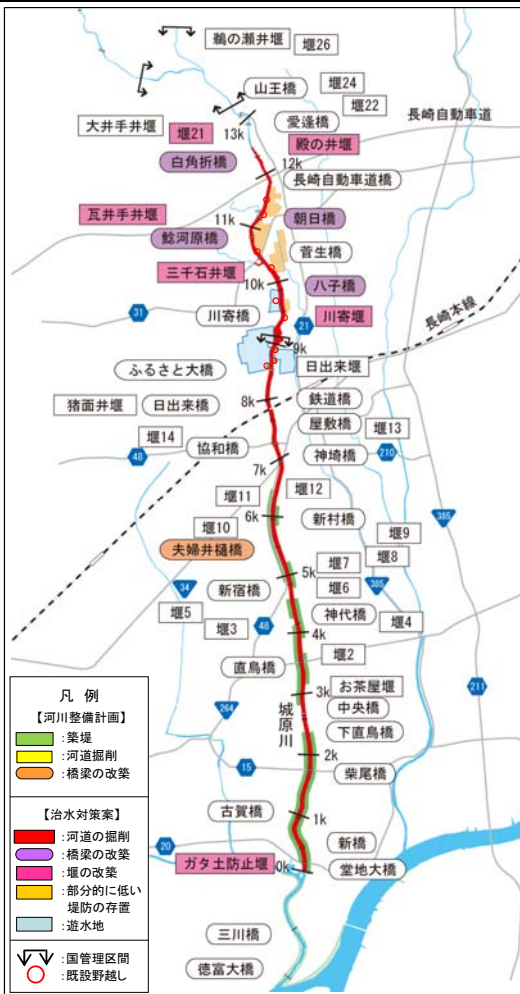 鵜の瀬井堰
堰26
山王橋
堰24
堰22
大井手井堰
堰21
13k
愛逢橋
長崎自動車道
殿の井堰
白角折橋
12k
長崎自動車道橋
瓦井手井堰
11k
朝日橋
鯰河原橋
菅生橋
三千石井堰
10k
八子橋
31
川寄橋
21
川寄堰
長崎本線
9k
日出来堰
ふるさと大橋
猪面井堰
日出来橋
8k
鉄道橋
屋敷橋
堰14
堰13
48
協和橋
7k
神埼橋
210
堰11
堰12
385
堰10
6k
新村橋
堰9
夫婦井樋橋
堰7
堰8
5k
34
新宿橋
堰6
385
堰5
堰3
48
神代橋
堰4
4k
直鳥橋
堰2
3k
お茶屋堰
211
城原川
中央橋
264
下直鳥橋
2k
15
柴尾橋
古賀橋
1k
20
新橋
ガタ土防止堰
0k
堂地大橋
三川橋
徳富大橋
凡 例
【河川整備計画】
:築堤
:河道掘削
:橋梁の改築
【治水対策案】
:河道の掘削
:橋梁の改築
:堰の改築
:部分的に低い
堤防の存置
:遊水地
:国管理区間
:既設野越し